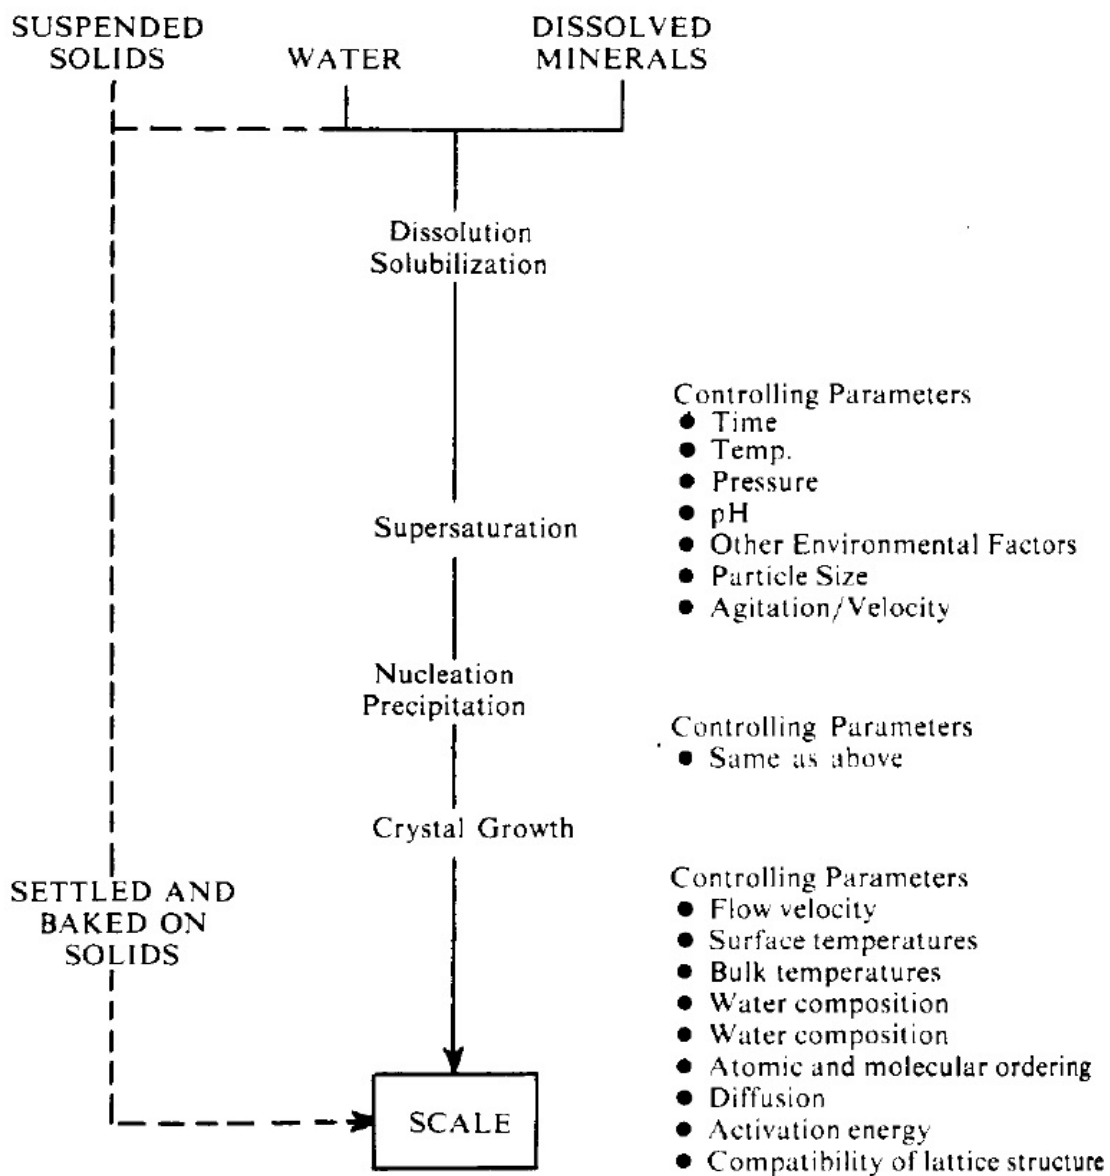 SUSPENDED
SOLIDS
WATER
DISSOLVED
MINERALS
Dissolution
Solubilization
Controlling Parameters
● Time
● Temp.
● Pressure
● pH
● Other Environmental Factors
● Particle Size
● Agitation/Velocity
Supersaturation
Nucleation
Precipitation
Controlling Parameters
● Same as above
Crystal Growth
SETTLED AND
BAKED ON
SOLIDS
Controlling Parameters
● Flow velocity
● Surface temperatures
● Bulk temperatures
● Water composition
● Water composition
● Atomic and molecular ordering
● Diffusion
● Activation energy
● Compatibility of lattice structure
SCALE